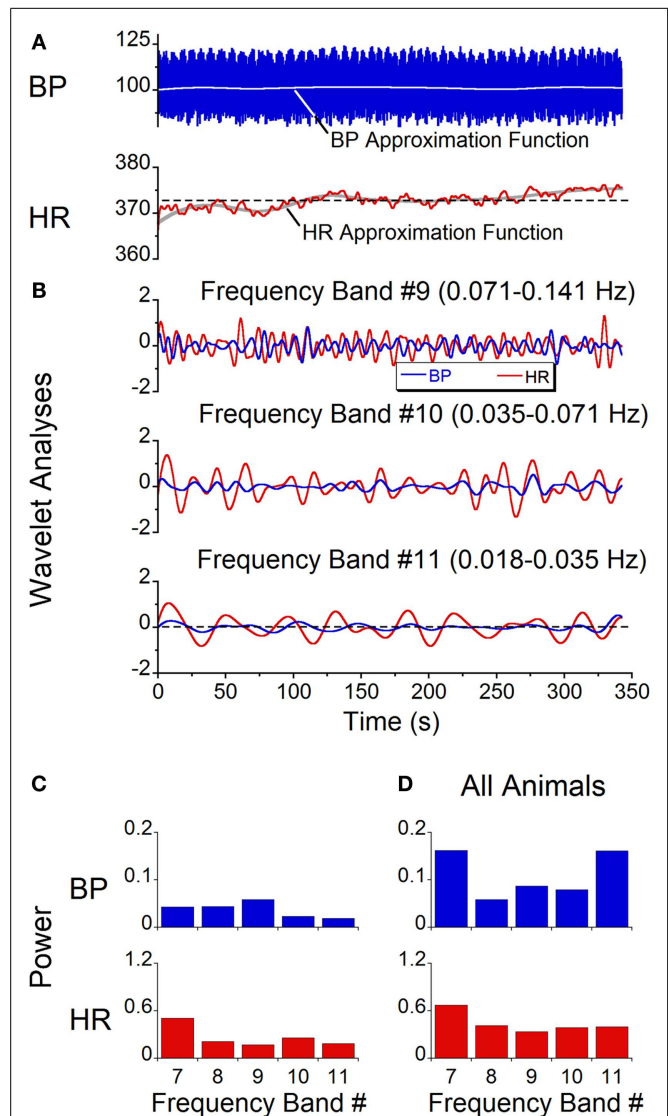 A
BP
125
100
BP Approximation Function
HR
380
370
360
HR Approximation Function
B
Wavelet Analyses
Frequency Band #9 (0.071-0.141 Hz)
2
0
-2
BP HR
Frequency Band #10 (0.035-0.071 Hz)
2
0
-2
Frequency Band #11 (0.018-0.035 Hz)
2
0
-2
0 50 100 150 200 250 300 350
Time (s)
C
D All Animals
Power
BP
0.2
0.1
0
0.2
0.1
0
HR
1.2
0.6
0
1.2
0.6
0
7 8 9 10 11
7 8 9 10 11
Frequency Band #
Frequency Band #